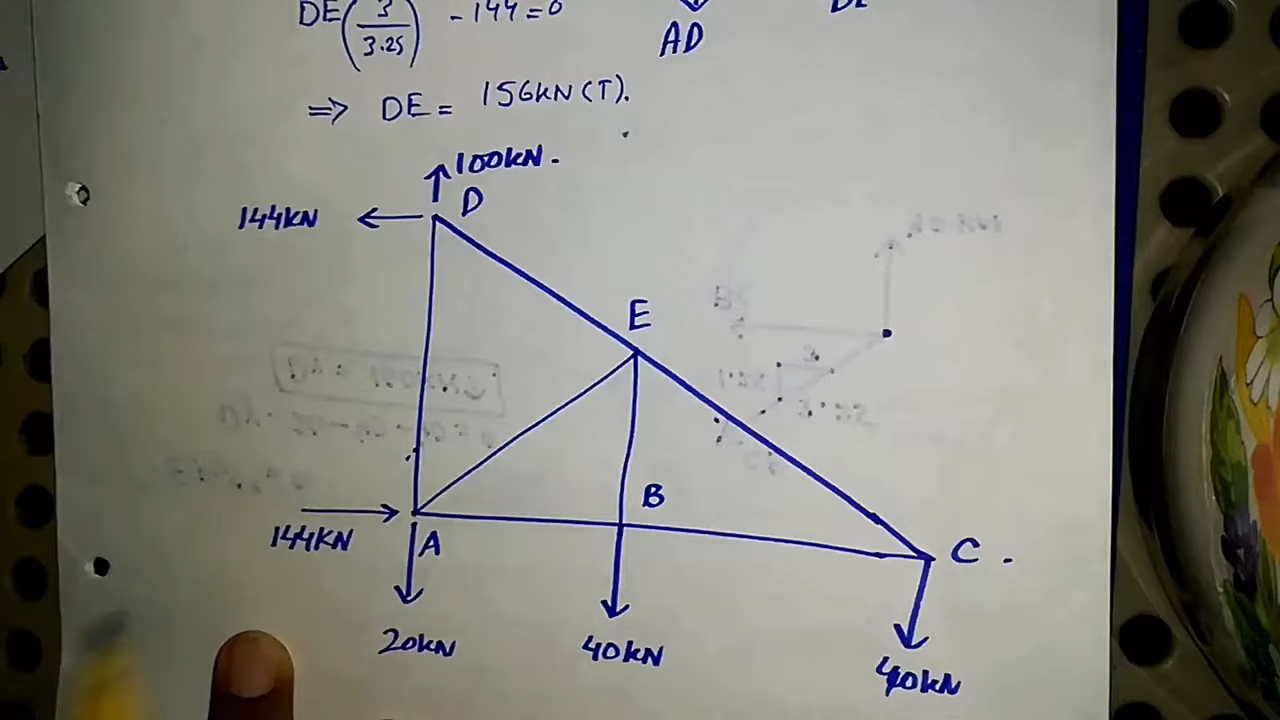 DE(3/3.25) - 144 = 0
AD
⇒ DE = 156kN(T).
100kN.
D
144kN
E
B
144kN
A
C.
20kN
40kN
40kN